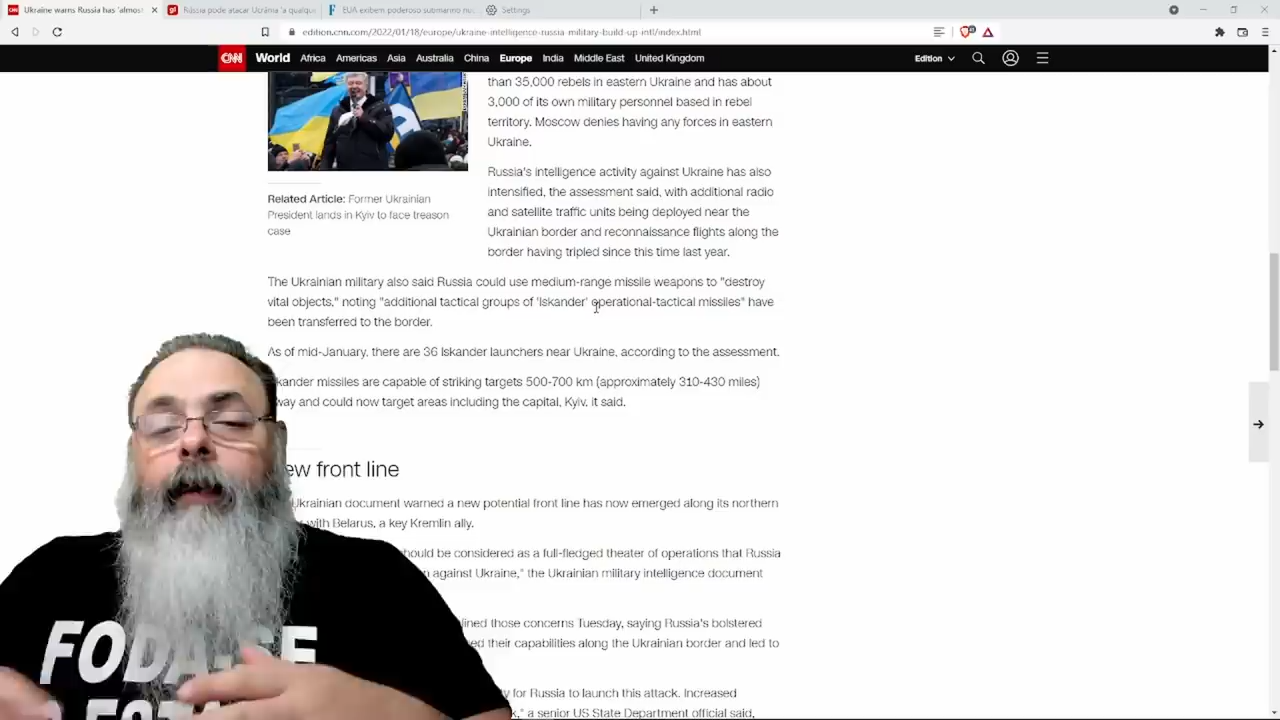 Ukraine warns Russia has 'almos
Rússia pode atacar Ucrânia 'a qualqu
EUA exibem poderoso submarino nu
Settings
edition.cnn.com/2022/01/18/europe/ukraine-intelligence-russia-military-build-up-intl/index.html
CNN World Africa Americas Asia Australia China Europe India Middle East United Kingdom Edition
than 35,000 rebels in eastern Ukraine and has about
3,000 of its own military personnel based in rebel
territory. Moscow denies having any forces in eastern
Ukraine.
Russia's intelligence activity against Ukraine has also
intensified, the assessment said, with additional radio
and satellite traffic units being deployed near the
Ukrainian border and reconnaissance flights along the
border having tripled since this time last year.
Related Article: Former Ukrainian
President lands in Kyiv to face treason
case
The Ukrainian military also said Russia could use medium-range missile weapons to "destroy
vital objects," noting "additional tactical groups of 'Iskander' operational-tactical missiles" have
been transferred to the border.
As of mid-January, there are 36 Iskander launchers near Ukraine, according to the assessment.
kander missiles are capable of striking targets 500-700 km (approximately 310-430 miles)
way and could now target areas including the capital, Kyiv, it said.
ew front line
Ukrainian document warned a new potential front line has now emerged along its northern
with Belarus, a key Kremlin ally.
hould be considered as a full-fledged theater of operations that Russia
against Ukraine," the Ukrainian military intelligence document
lined those concerns Tuesday, saying Russia's bolstered
ed their capabilities along the Ukrainian border and led to
y for Russia to launch this attack. Increased
k," a senior US State Department official said,